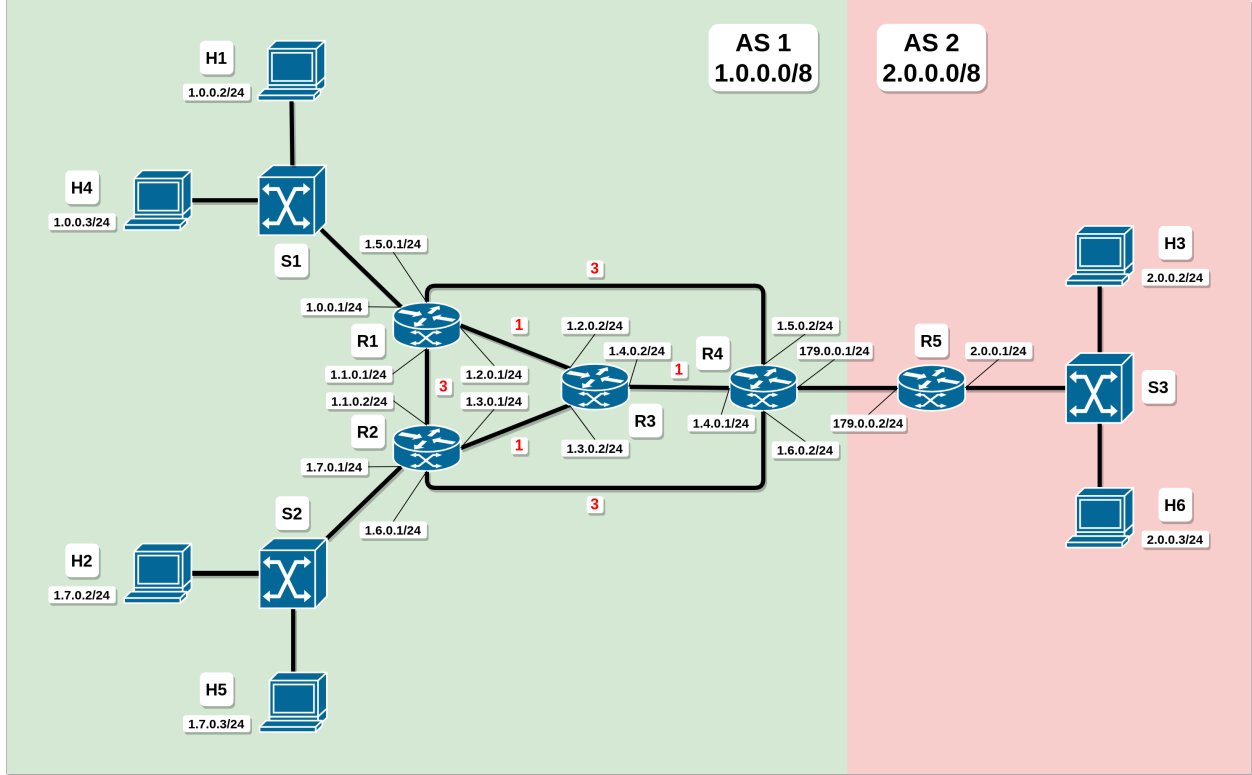 AS 1
1.0.0.0/8
AS 2
2.0.0.0/8
H1
1.0.0.2/24
H4
1.0.0.3/24
S1
1.5.0.1/24
1.0.0.1/24
R1
1.1.0.1/24
1.2.0.1/24
3
1
3
1.2.0.2/24
1.4.0.2/24
1
R4
1.5.0.2/24
179.0.0.1/24
R5
2.0.0.1/24
H3
2.0.0.2/24
S3
1.1.0.2/24
R2
1.3.0.1/24
R3
1.4.0.1/24
179.0.0.2/24
1
1.3.0.2/24
1.6.0.2/24
1.7.0.1/24
3
1.6.0.1/24
S2
H2
1.7.0.2/24
H5
1.7.0.3/24
H6
2.0.0.3/24